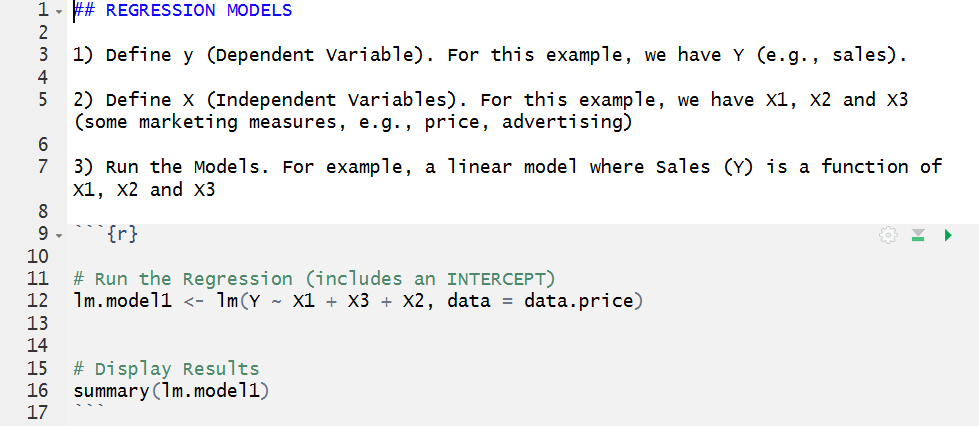 1 ## REGRESSION MODELS
2
3 1) Define y (Dependent Variable). For this example, we have Y (e.g., sales).
4
5 2) Define X (Independent Variables). For this example, we have X1, X2 and X3
(some marketing measures, e.g., price, advertising)
6
7 3) Run the Models. For example, a linear model where Sales (Y) is a function of
X1, X2 and X3
8
9 ```{r}
10
11 # Run the Regression (includes an INTERCEPT)
12 lm.model1 <- lm(Y ~ X1 + X3 + X2, data = data.price)
13
14
15 # Display Results
16 summary(lm.model1)
17 ```